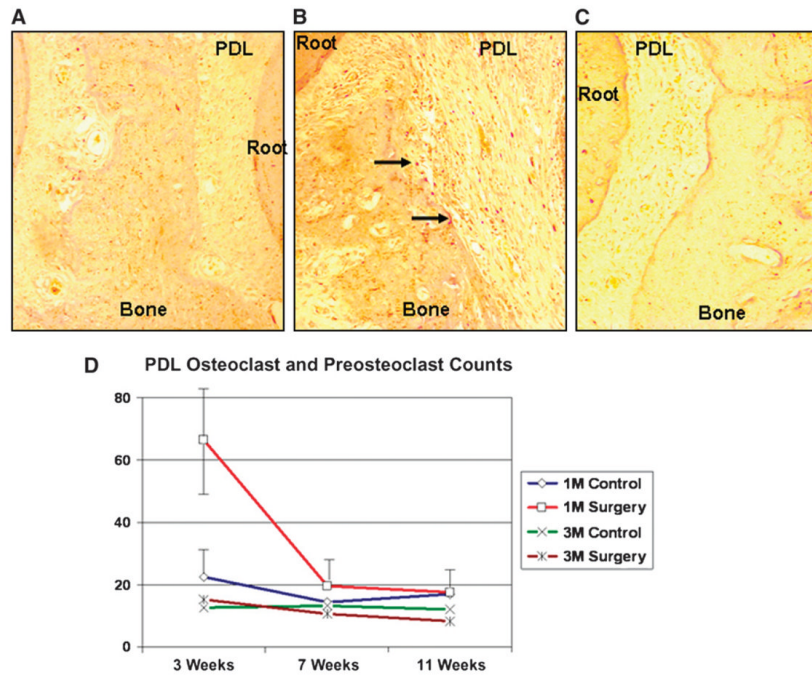 A
B
C
PDL
Root
Bone
Root
PDL
Bone
PDL
Root
Bone
D PDL Osteoclast and Preosteoclast Counts
80
60
40
20
0
3 Weeks 7 Weeks 11 Weeks
1M Control
1M Surgery
3M Control
3M Surgery